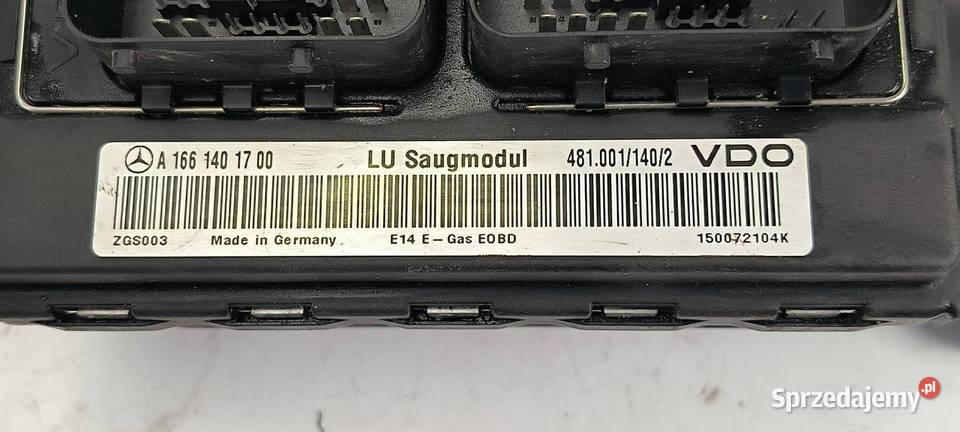 A 166 140 17 00 LU Saugmodul 481.001/140/2 VDO
ZGS003 Made in Germany E14 E-Gas EOBD 150072104K
Sprzedajemy.pl